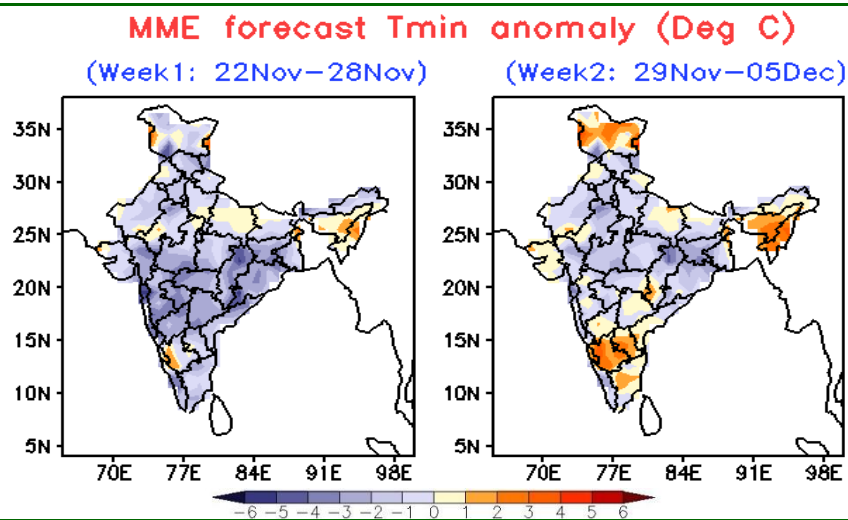 MME forecast Tmin anomaly (Deg C)
(Week1: 22Nov−28Nov) (Week2: 29Nov−05Dec)
35N
30N
25N
20N
15N
10N
5N
70E 77E 84E 91E 98E
35N
30N
25N
20N
15N
10N
5N
70E 77E 84E 91E 98E
−6 −5 −4 −3 −2 −1 0 1 2 3 4 5 6